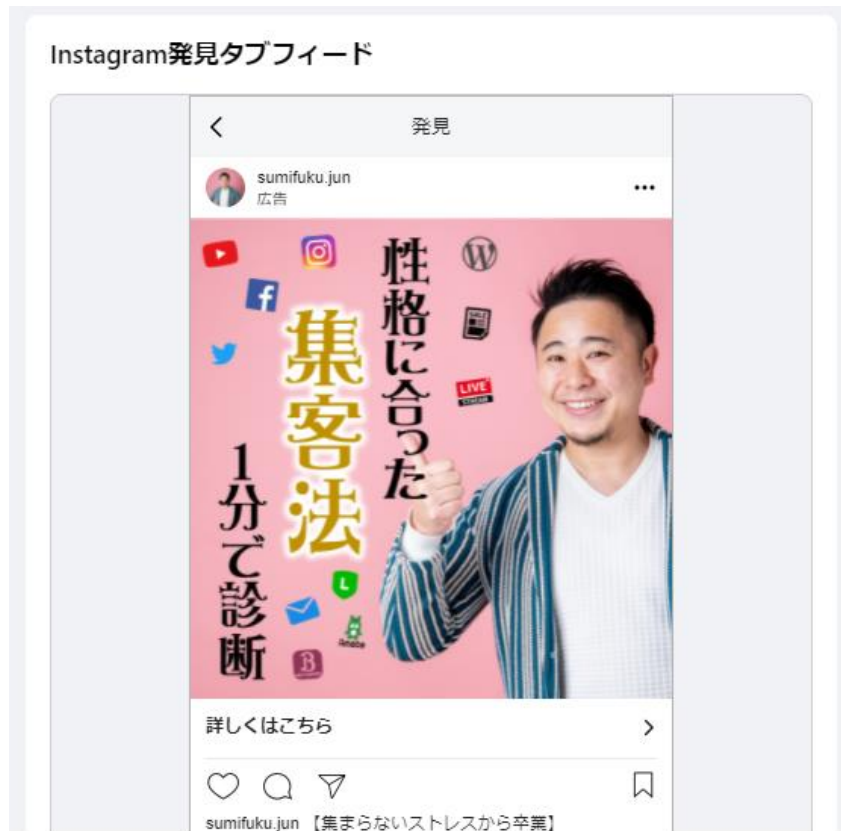 Instagram発見タブフィード
発見
sumifuku.jun
広告
性格に合った
集客法
1分で診断
SALE
LIVE
STREAM
L
Ameba
B
詳しくはこちら
sumifuku.jun 【集まらないストレスから卒業】